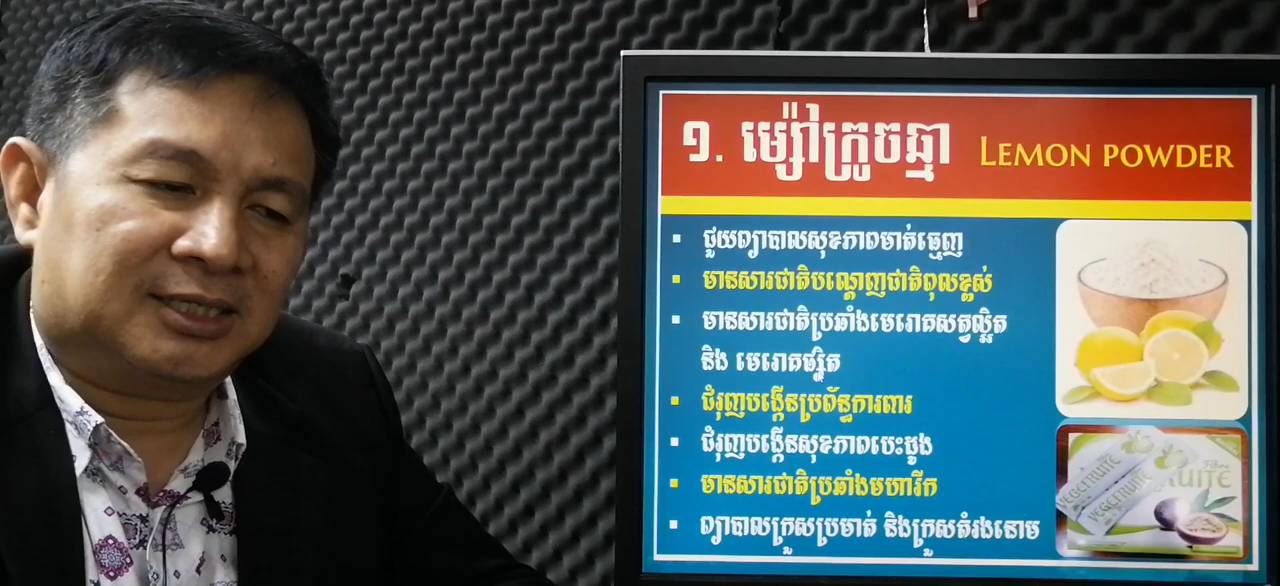 ១. ម្សៅក្រូចឆ្មា LEMON POWDER
▪ ជួយព្យាបាលសុខភាពមាត់ធ្មេញ
▪ មានសារជាតិបណ្តេញជាតិពុលខ្ពស់
▪ មានសារជាតិប្រឆាំងមេរោគសត្វល្អិត
និង មេរោគផ្សិត
▪ ជំរុញបង្កើនប្រព័ន្ធការពារ
▪ ជំរុញបង្កើនសុខភាពបេះដូង
▪ មានសារជាតិប្រឆាំងមហារីក
▪ ព្យាបាលក្រួសប្រមាត់ និងក្រួសតំរងនោម
Fibre
VEGEFRUITE
VEGEFRUITE